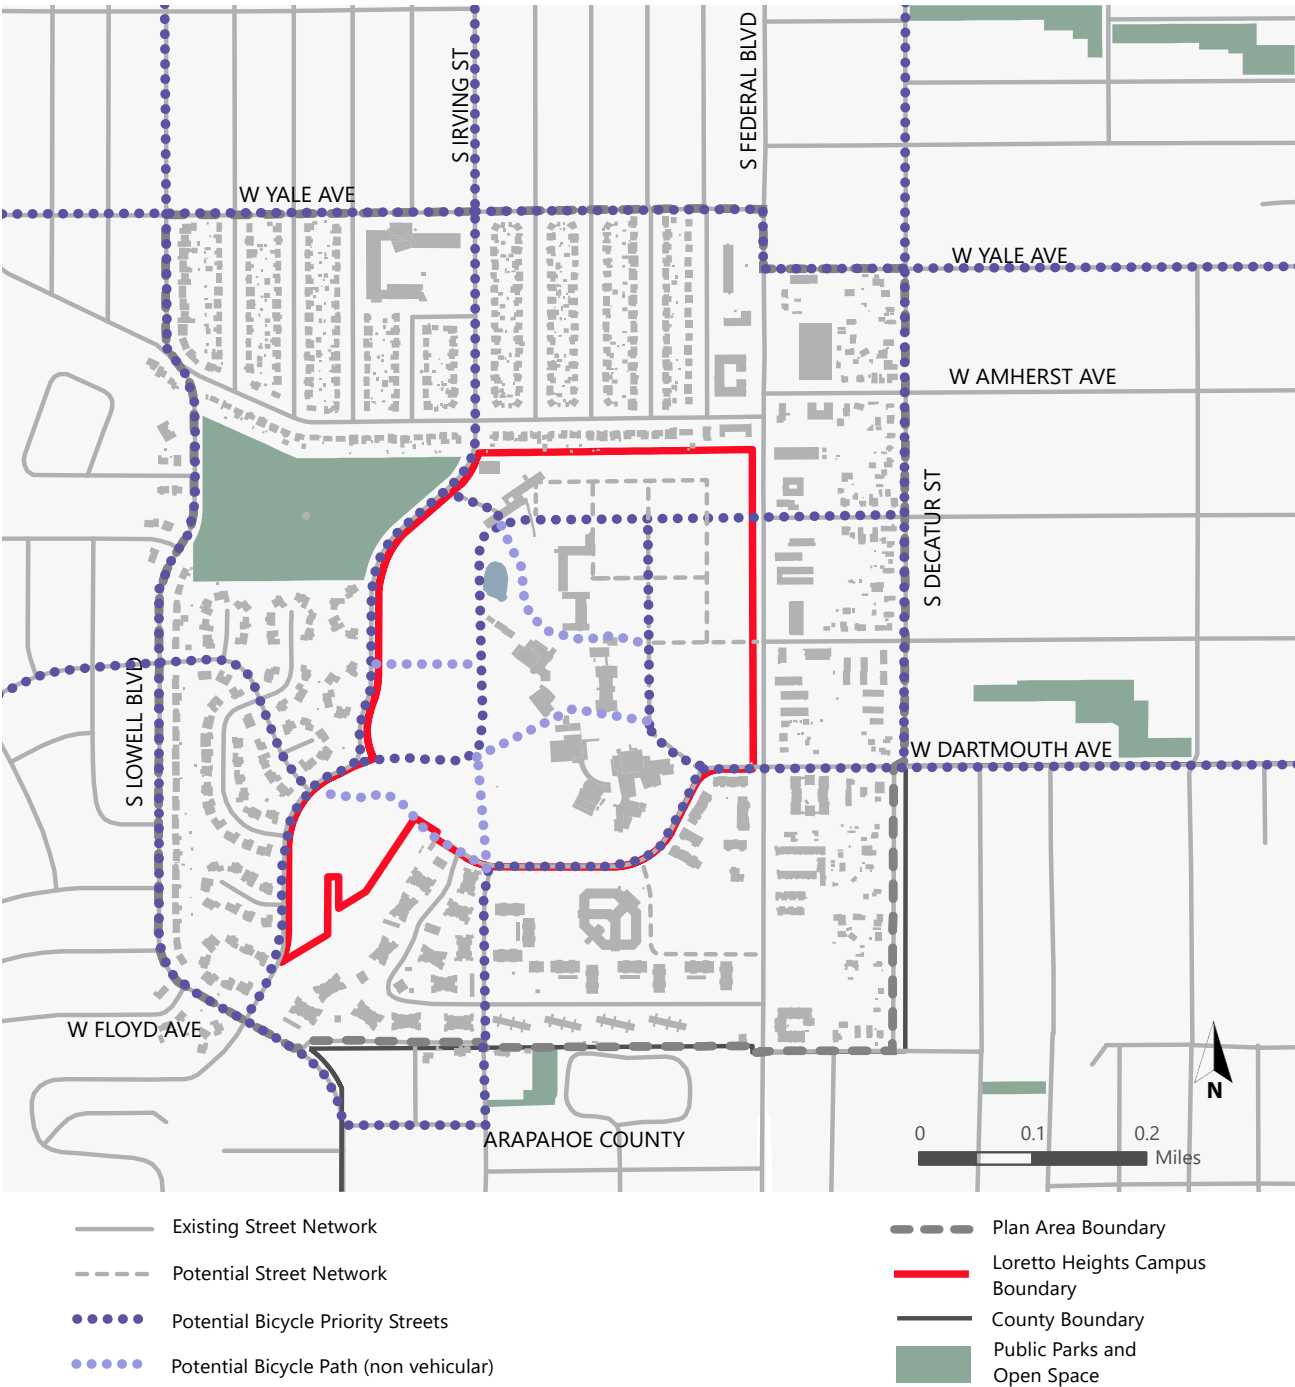 S IRVING ST
S FEDERAL BLVD
W YALE AVE
W YALE AVE
W AMHERST AVE
S DECATUR ST
S LOWELL BLVD
W DARTMOUTH AVE
W FLOYD AVE
N
ARAPAHOE COUNTY
0 0.1 0.2
Miles
Existing Street Network
Potential Street Network
Potential Bicycle Priority Streets
Potential Bicycle Path (non vehicular)
Plan Area Boundary
Loretto Heights Campus
Boundary
County Boundary
Public Parks and
Open Space